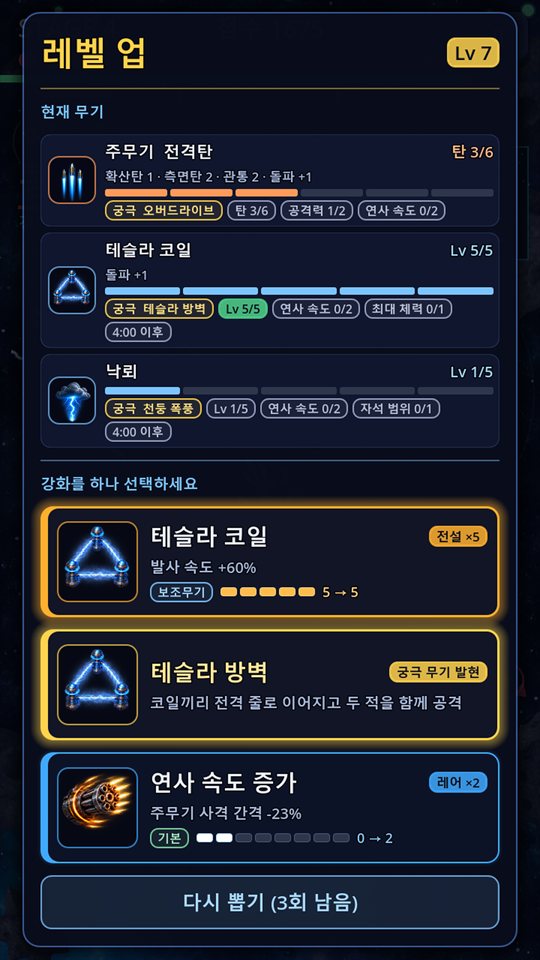 레벨 업
Lv 7
현재 무기
주무기 전격탄
탄 3/6
확산탄 1 · 측면탄 2 · 관통 2 · 돌파 +1
궁극 오버드라이브 탄 3/6 공격력 1/2 연사 속도 0/2
테슬라 코일
Lv 5/5
돌파 +1
궁극 테슬라 방벽 Lv 5/5 연사 속도 0/2 최대 체력 0/1
4:00 이후
낙뢰
Lv 1/5
궁극 천둥 폭풍 Lv 1/5 연사 속도 0/2 자석 범위 0/1
4:00 이후
강화를 하나 선택하세요
테슬라 코일
전설 ×5
발사 속도 +60%
보조무기 5 → 5
테슬라 방벽
궁극 무기 발현
코일끼리 전격 줄로 이어지고 두 적을 함께 공격
연사 속도 증가
레어 ×2
주무기 사격 간격 -23%
기본 0 → 2
다시 뽑기 (3회 남음)